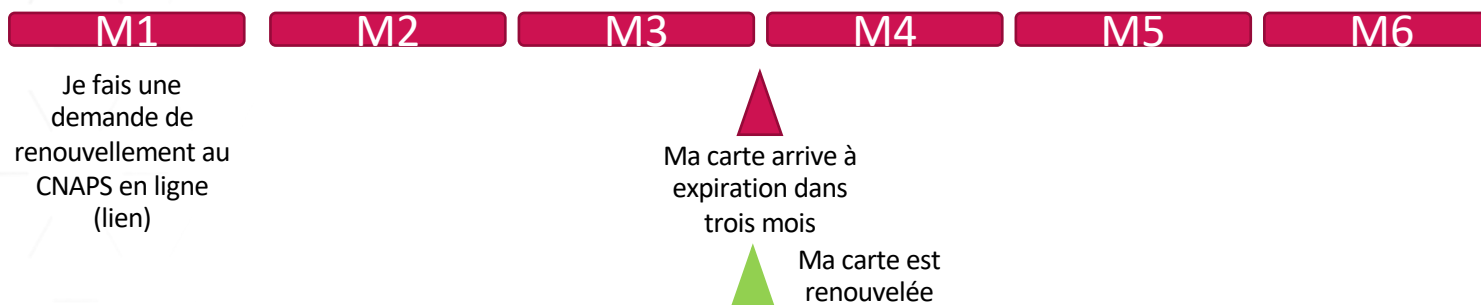 M1 M2 M3 M4 M5 M6
Je fais une
demande de
renouvellement au
CNAPS en ligne
(lien)
Ma carte arrive à
expiration dans
trois mois
Ma carte est
renouvelée